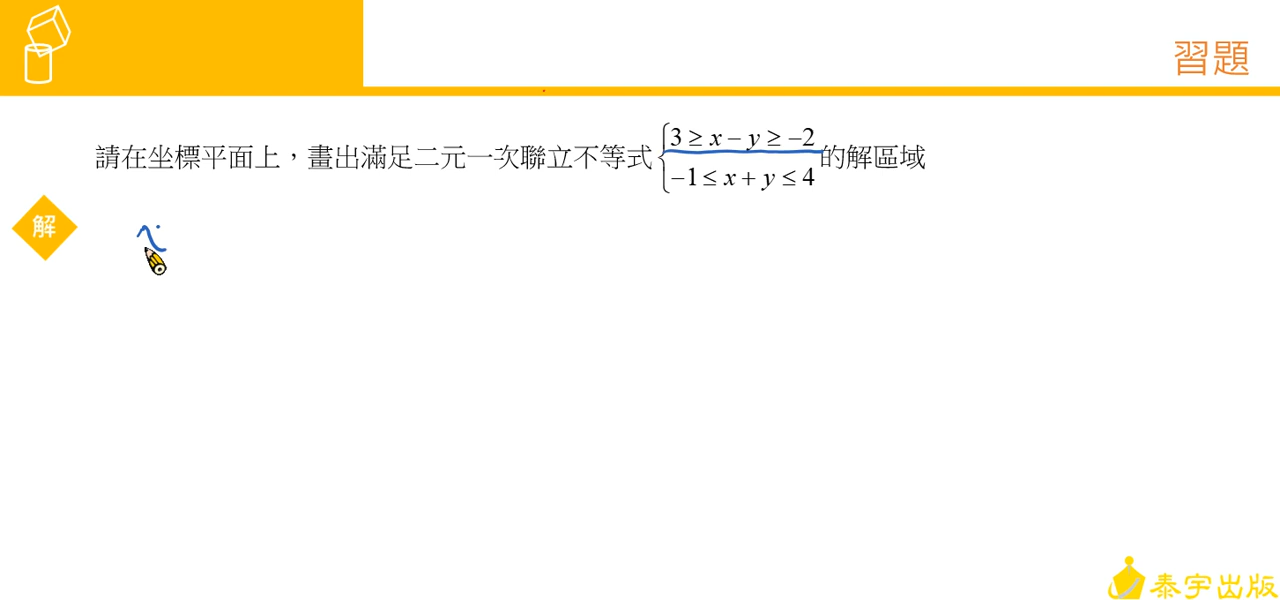 習題
請在坐標平面上，畫出滿足二元一次聯立不等式 { 3 ≥ x − y ≥ −2
−1 ≤ x + y ≤ 4 的解區域
解
泰宇出版